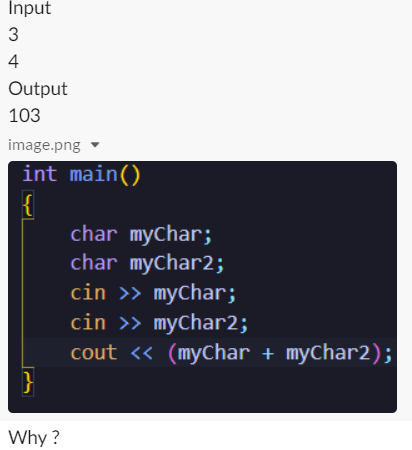 Input
3
4
Output
103
image.png
int main()
{
char myChar;
char myChar2;
cin >> myChar;
cin >> myChar2;
cout << (myChar + myChar2);
}
Why ?